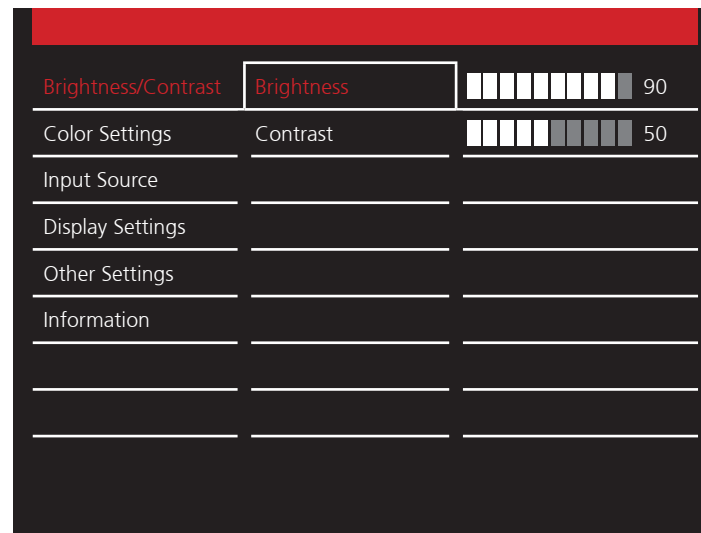 Brightness/Contrast Brightness 90
Color Settings Contrast 50
Input Source
Display Settings
Other Settings
Information